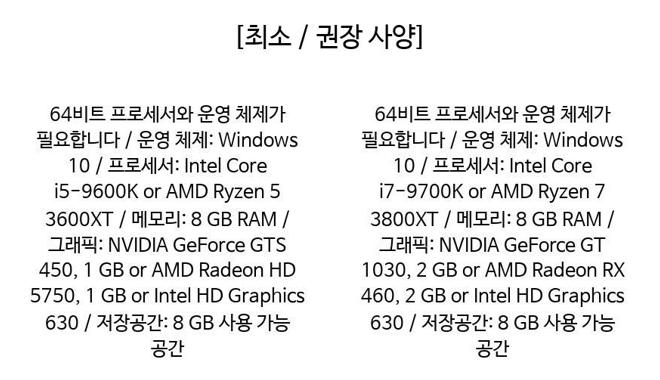 [최소 / 권장 사양]
64비트 프로세서와 운영 체제가
필요합니다 / 운영 체제: Windows
10 / 프로세서: Intel Core
i5-9600K or AMD Ryzen 5
3600XT / 메모리: 8 GB RAM /
그래픽: NVIDIA GeForce GTS
450, 1 GB or AMD Radeon HD
5750, 1 GB or Intel HD Graphics
630 / 저장공간: 8 GB 사용 가능
공간
64비트 프로세서와 운영 체제가
필요합니다 / 운영 체제: Windows
10 / 프로세서: Intel Core
i7-9700K or AMD Ryzen 7
3800XT / 메모리: 8 GB RAM /
그래픽: NVIDIA GeForce GT
1030, 2 GB or AMD Radeon RX
460, 2 GB or Intel HD Graphics
630 / 저장공간: 8 GB 사용 가능
공간